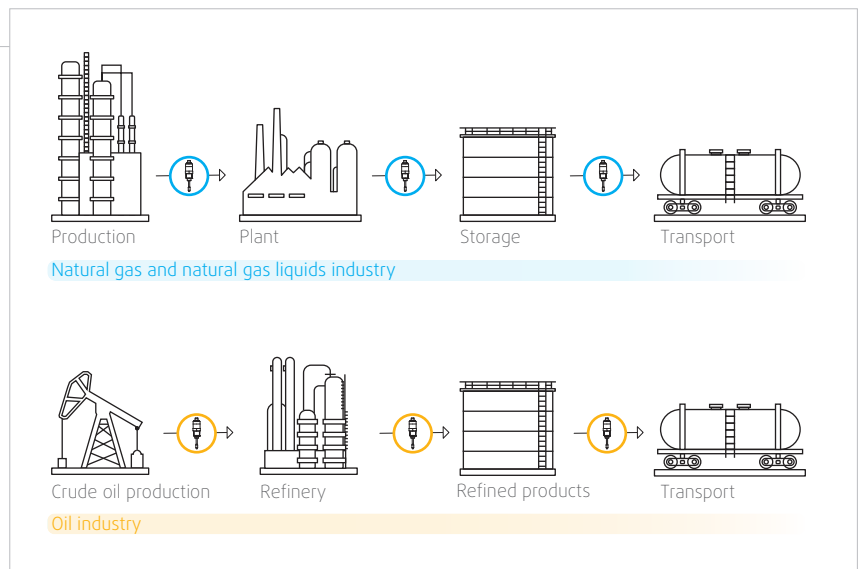 Production Plant Storage Transport
Natural gas and natural gas liquids industry
Crude oil production Refinery Refined products Transport
Oil industry